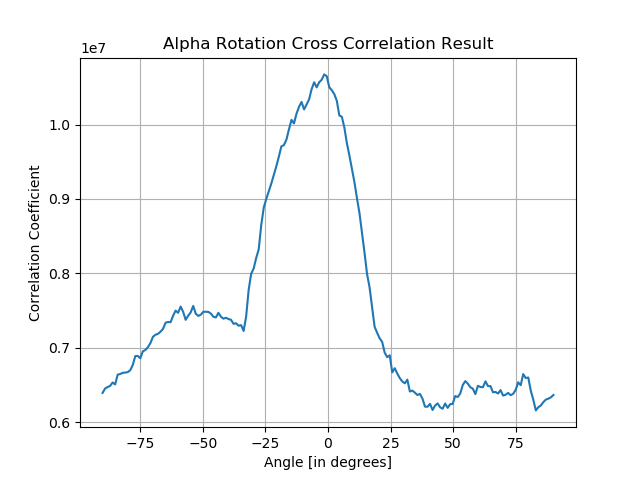 Alpha Rotation Cross Correlation Result
1e7
1.0
0.9
0.8
0.7
0.6
Correlation Coefficient
−75 −50 −25 0 25 50 75
Angle [in degrees]